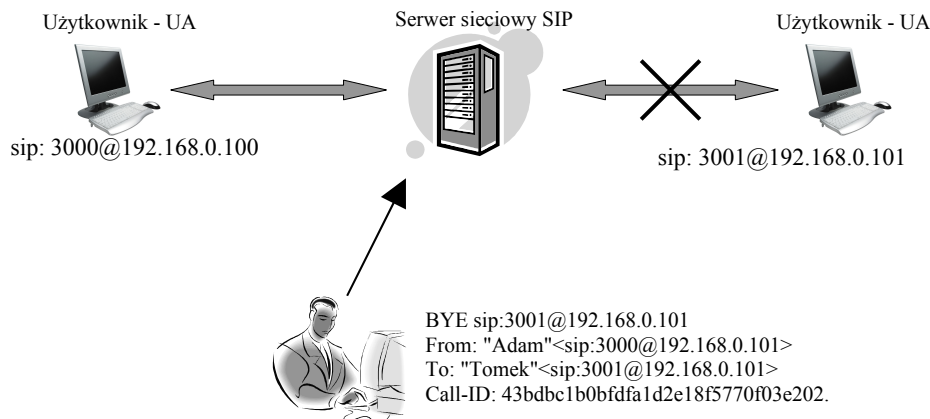 Użytkownik - UA
Serwer sieciowy SIP
Użytkownik - UA
sip: 3000@192.168.0.100
sip: 3001@192.168.0.101
BYE sip:3001@192.168.0.101
From: "Adam"<sip:3000@192.168.0.101>
To: "Tomek"<sip:3001@192.168.0.101>
Call-ID: 43bdbc1b0bfdfa1d2e18f5770f03e202.